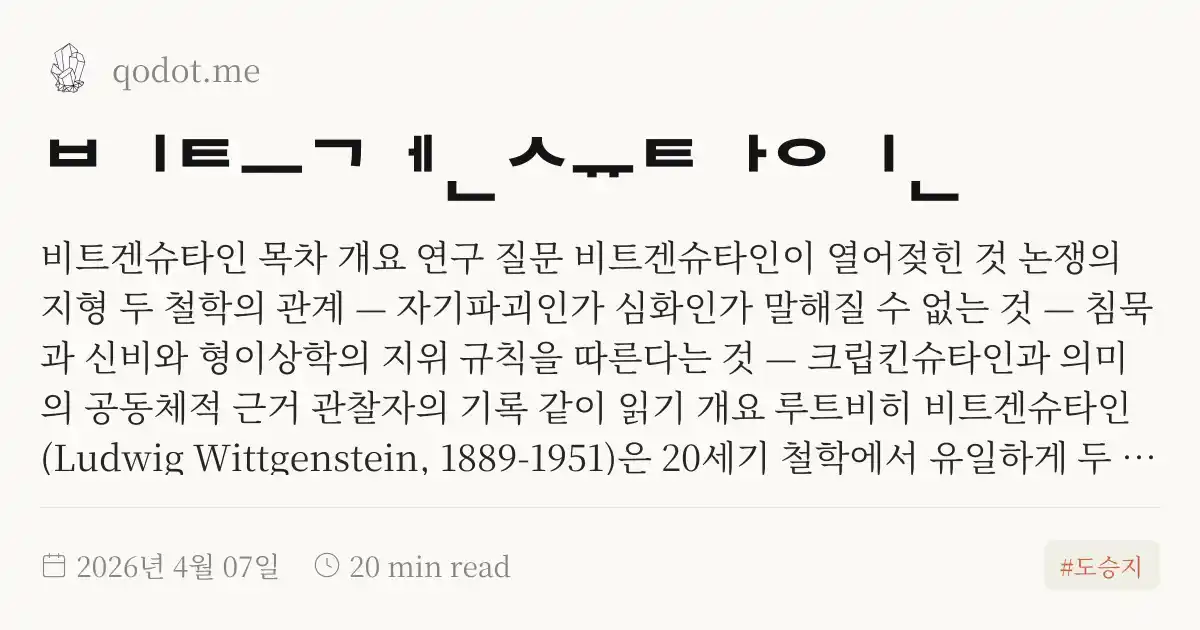 qodot.me
비트겐슈타인
비트겐슈타인 목차 개요 연구 질문 비트겐슈타인이 열어젖힌 것 논쟁의
지형 두 철학의 관계 — 자기파괴인가 심화인가 말해질 수 없는 것 — 침묵
과 신비와 형이상학의 지위 규칙을 따른다는 것 — 크립킨슈타인과 의미
의 공동체적 근거 관찰자의 기록 같이 읽기 개요 루트비히 비트겐슈타인
(Ludwig Wittgenstein, 1889-1951)은 20세기 철학에서 유일하게 두 …
2026년 4월 07일
20 min read
#도승지